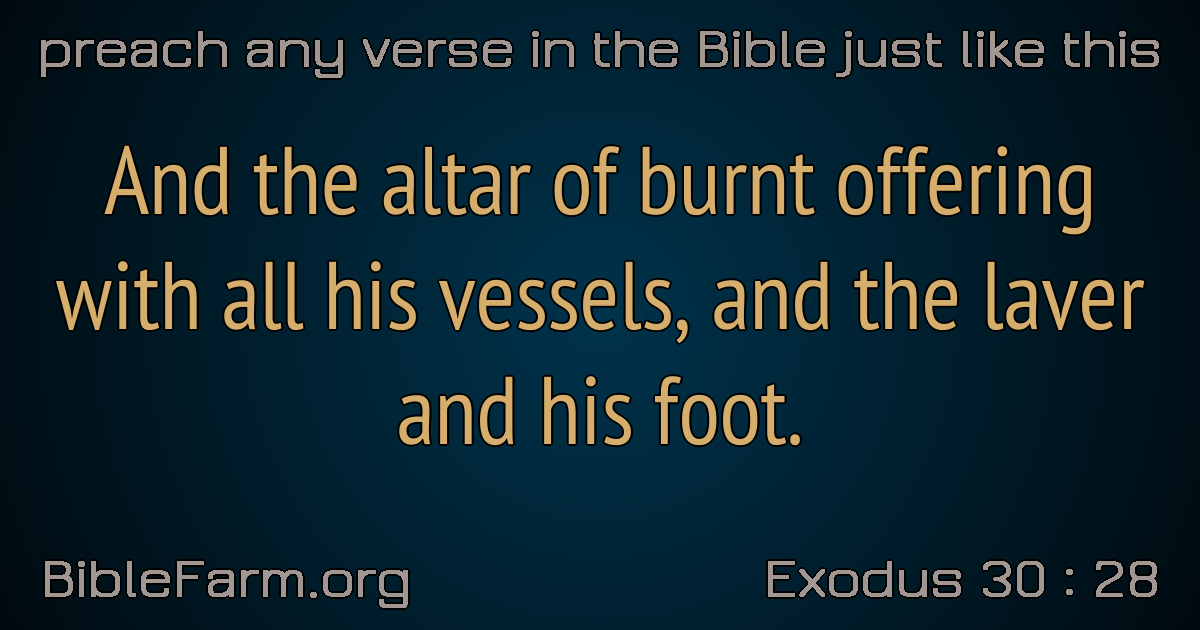 preach any verse in the Bible just like this
And the altar of burnt offering
with all his vessels, and the laver
and his foot.
BibleFarm.org
Exodus 30 : 28